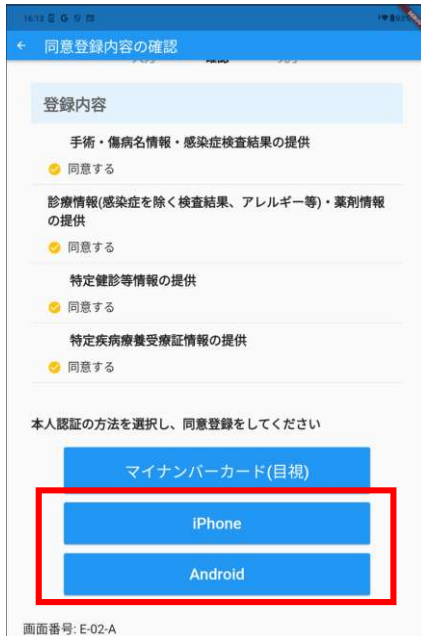 16:13
同意登録内容の確認
確認
登録内容
手術・傷病名情報・感染症検査結果の提供
同意する
診療情報(感染症を除く検査結果、アレルギー等)・薬剤情報
の提供
同意する
特定健診等情報の提供
同意する
特定疾病療養受療証情報の提供
同意する
本人認証の方法を選択し、同意登録をしてください
マイナンバーカード(目視)
iPhone
Android
画面番号: E-02-A